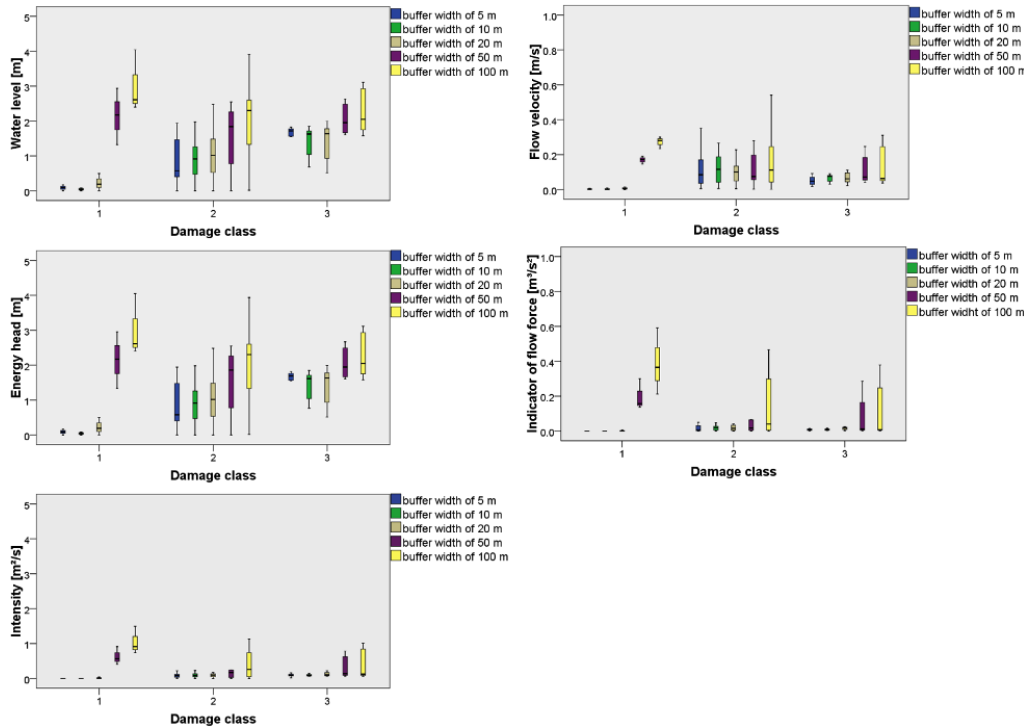 Water level [m]
5
4
3
2
1
0
1 2 3
Damage class
buffer width of 5 m
buffer width of 10 m
buffer width of 20 m
buffer width of 50 m
buffer width of 100 m
Flow velocity [m/s]
1.0
0.8
0.6
0.4
0.2
0.0
1 2 3
Damage class
buffer width of 5 m
buffer width of 10 m
buffer width of 20 m
buffer width of 50 m
buffer width of 100 m
Energy head [m]
5
4
3
2
1
0
1 2 3
Damage class
buffer width of 5 m
buffer width of 10 m
buffer width of 20 m
buffer width of 50 m
buffer width of 100 m
Indicator of flow force [m³/s²]
1.0
0.8
0.6
0.4
0.2
0.0
1 2 3
Damage class
buffer width of 5 m
buffer width of 10 m
buffer width of 20 m
buffer width of 50 m
buffer widht of 100 m
Intensity [m²/s]
5
4
3
2
1
0
1 2 3
Damage class
buffer width of 5 m
buffer width of 10 m
buffer width of 20 m
buffer width of 50 m
buffer width of 100 m